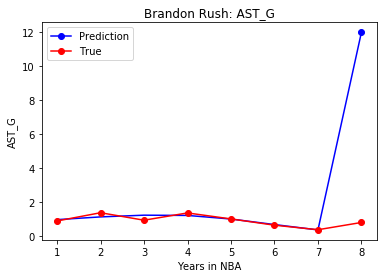 Brandon Rush: AST_G
Prediction
True
12
10
8
6
4
2
0
AST_G
1 2 3 4 5 6 7 8
Years in NBA